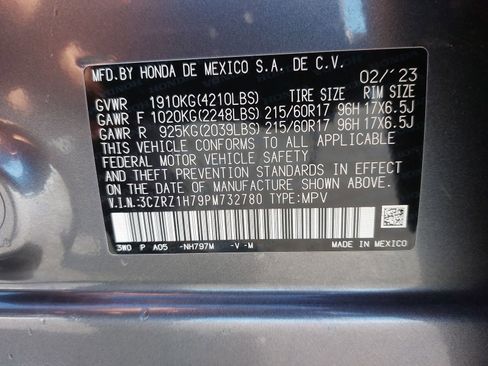 MFD.BY HONDA DE MEXICO S.A. DE C.V.
02/'23
GVWR 1910KG(4210LBS) TIRE SIZE RIM SIZE
GAWR F 1020KG(2248LBS) 215/60R17 96H 17X6.5J
GAWR R 925KG(2039LBS) 215/60R17 96H 17X6.5J
THIS VEHICLE CONFORMS TO ALL APPLICABLE
FEDERAL MOTOR VEHICLE SAFETY
AND THEFT PREVENTION STANDARDS IN EFFECT
ON THE DATE OF MANUFACTURE SHOWN ABOVE.
V.I.N.3CZRZ1H79PM732780 TYPE:MPV
3W0 P A05 -NH797M -V -M MADE IN MEXICO